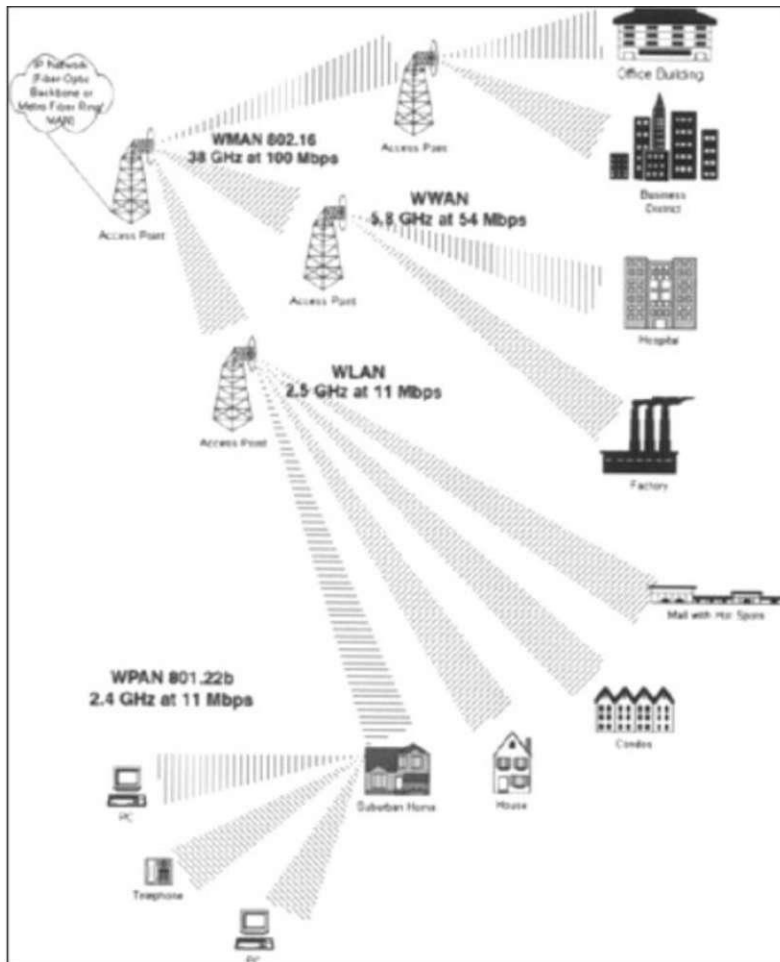 IP Network
(Fiber-Optic
Backbone or
Metro Fiber Ring/
MAN)
Access Point
Office Building
WMAN 802.16
38 GHz at 100 Mbps
Access Point
Business
District
WWAN
5.8 GHz at 54 Mbps
Access Point
Hospital
WLAN
2.5 GHz at 11 Mbps
Access Point
Factory
Mall with Hot Spots
WPAN 801.22b
2.4 GHz at 11 Mbps
Condos
PC
Suburban Home
House
Telephone
PC